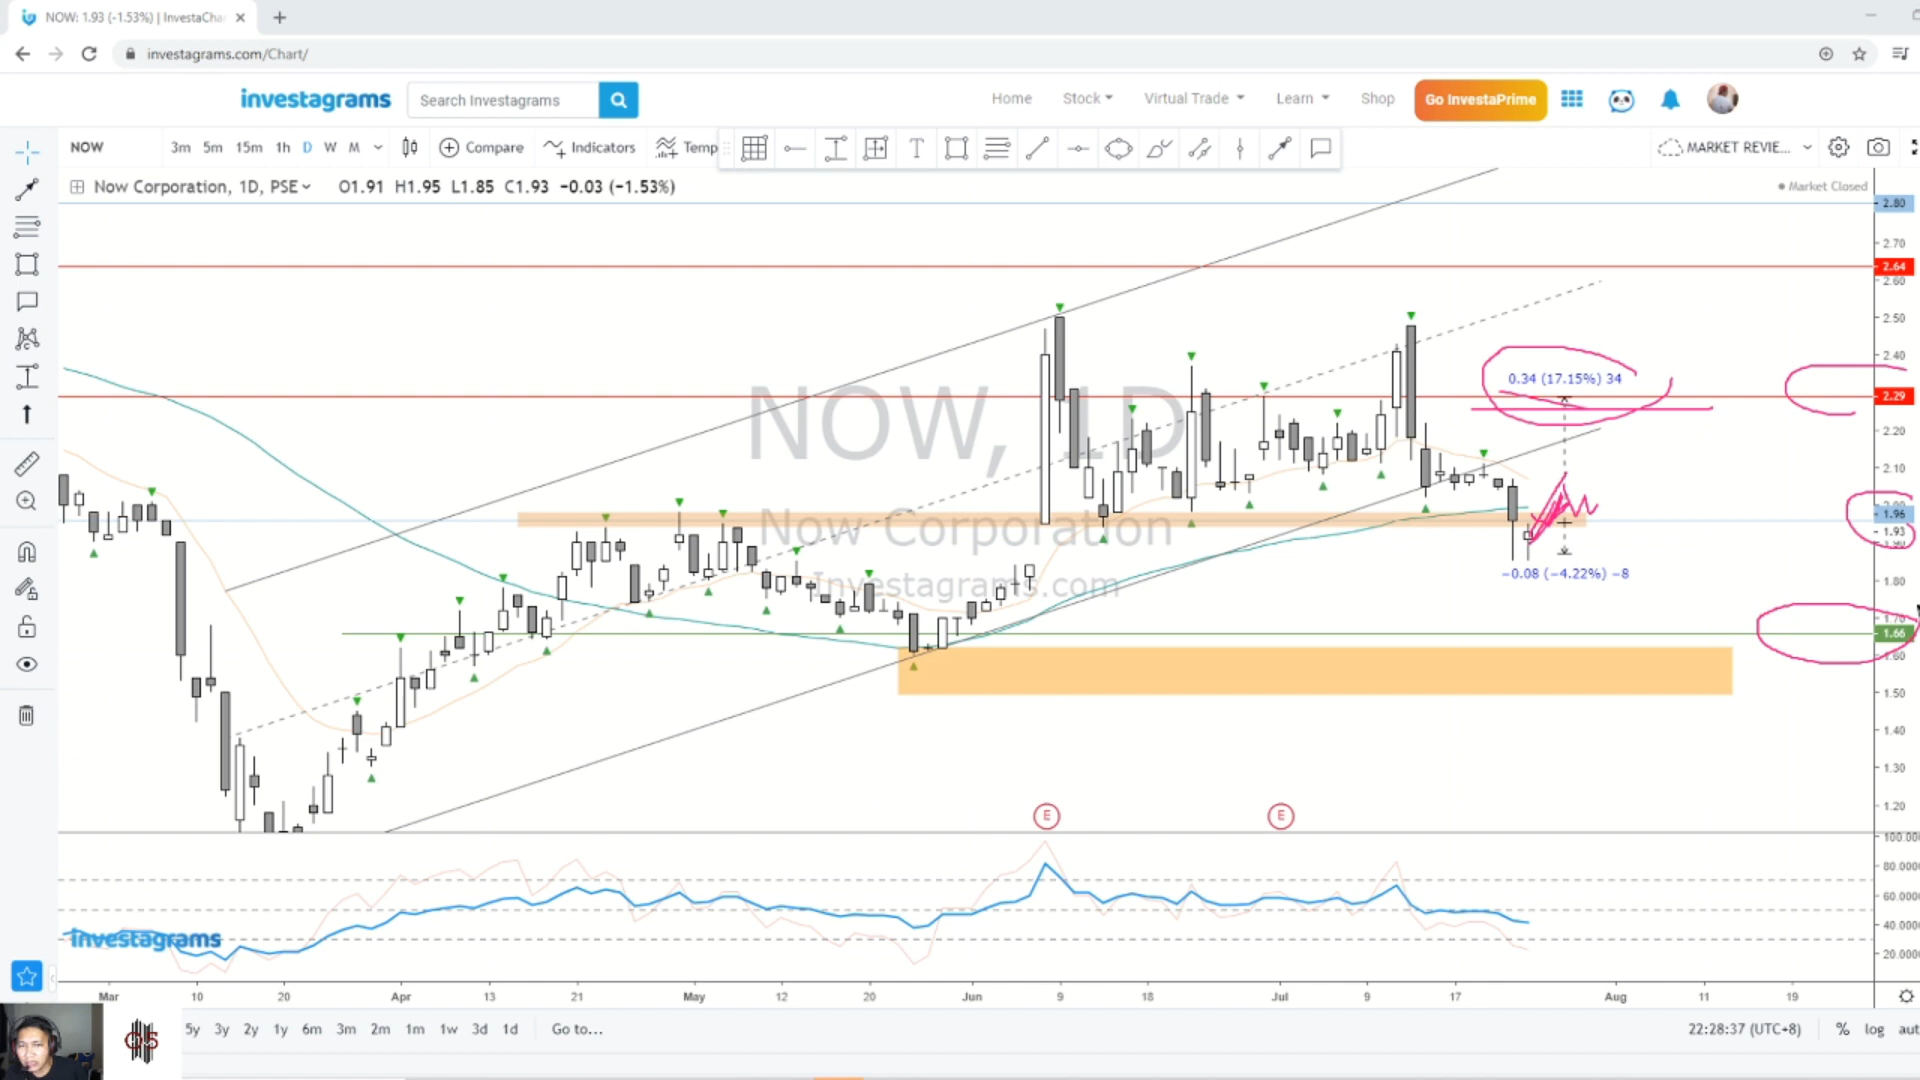 NOW: 1.93 (-1.53%) | InvestaCha
investagrams.com/Chart/
investagrams
Search Investagrams
Home
Stock
Virtual Trade
Learn
Shop
Go InvestaPrime
NOW
3m 5m 15m 1h D W M
Compare
Indicators
Temp
MARKET REVIE...
Now Corporation, 1D, PSE
O1.91 H1.95 L1.85 C1.93 -0.03 (-1.53%)
Market Closed
2.80
2.70
2.64
2.60
2.50
2.40
0.34 (17.15%) 34
2.29
2.20
2.10
NOW, 1D
Now Corporation
Investagrams.com
1.96
1.93
−0.08 (−4.22%) −8
1.80
1.70
1.66
1.60
1.50
1.40
1.30
1.20
E
E
100.00
80.000
60.000
40.000
20.000
investagrams
Mar 10 20 Apr 13 21 May 12 20 Jun 9 18 Jul 9 17 Aug 11 19
5y 3y 2y 1y 6m 3m 2m 1m 1w 3d 1d
Go to...
22:28:37 (UTC+8)
% log aut